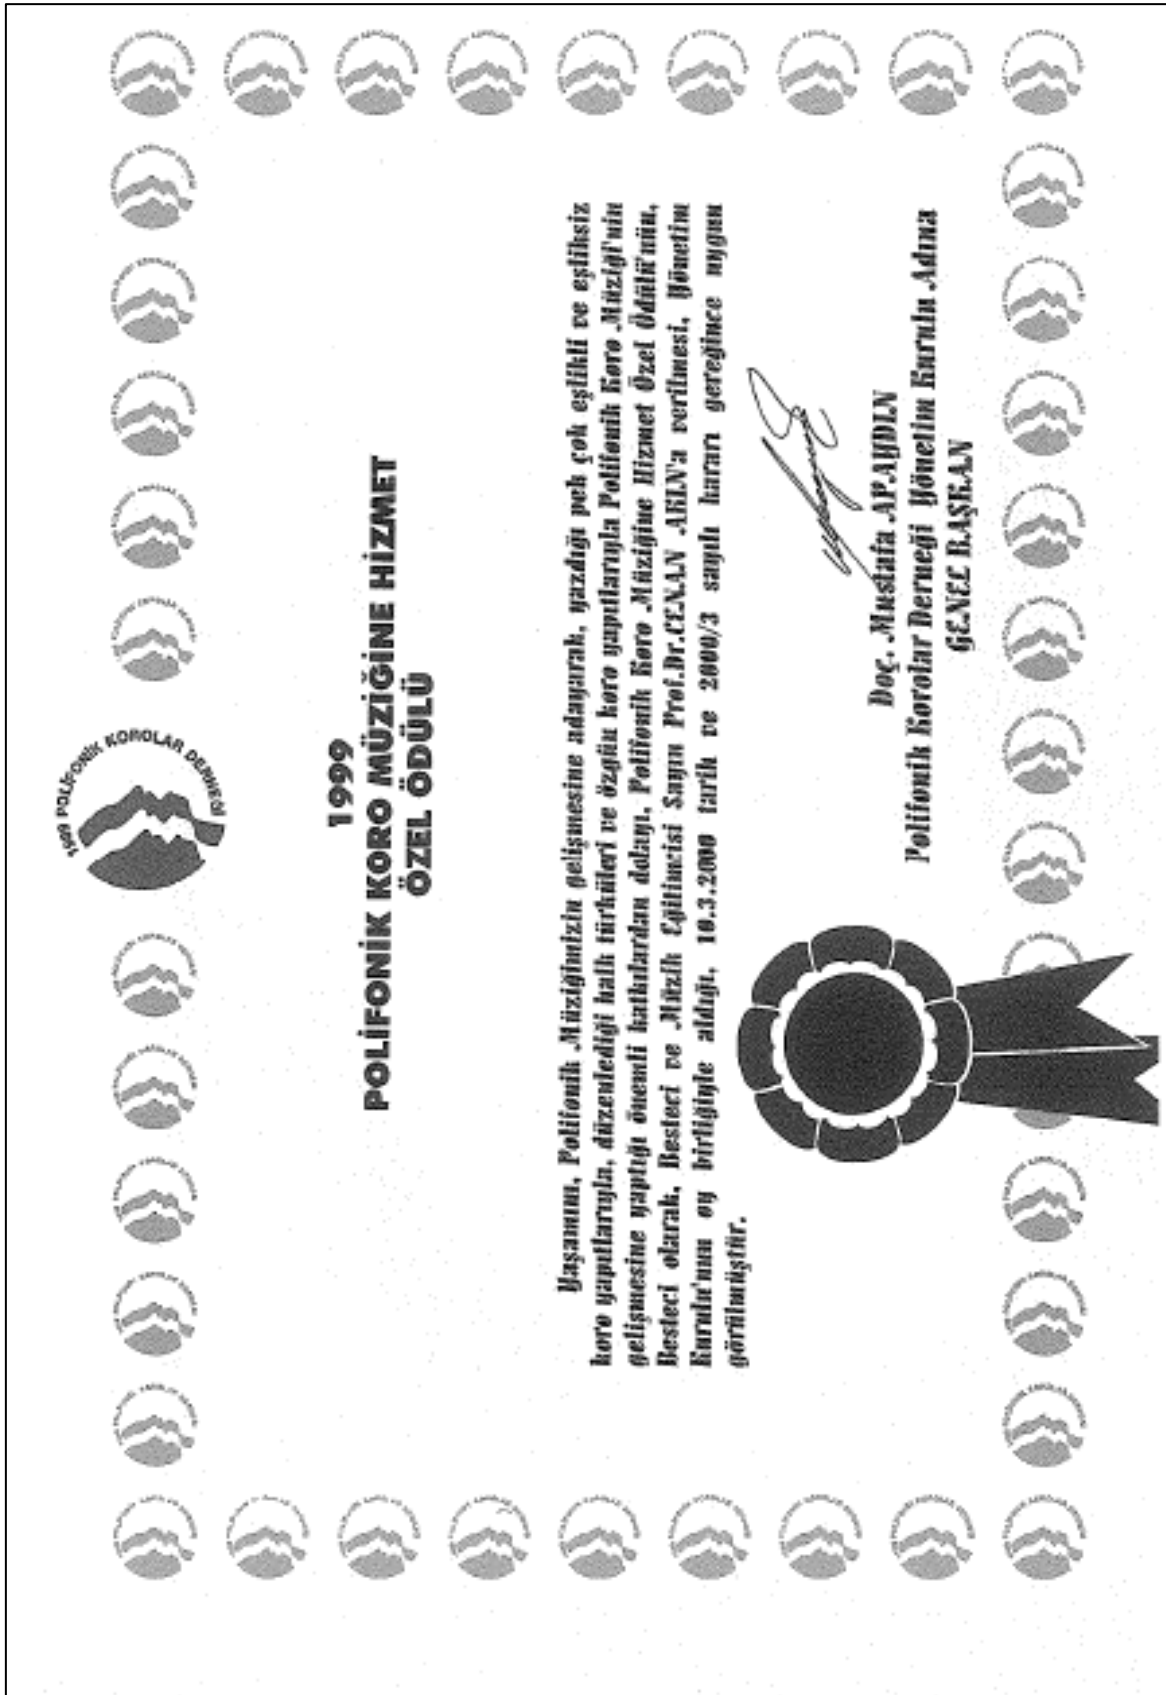 1989 POLİFONİK KOROLAR DERNEĞİ
1999
POLİFONİK KORO MÜZİĞİNE HİZMET
ÖZEL ÖDÜLÜ
Yaşamını, Polifonik Müziğimizin gelişmesine adayarak, yazdığı pek çok eşlikli ve eşliksiz
koro yapıtlarıyla, düzenlediği halk türküleri ve özgün koro yapıtlarıyla Polifonik Koro Müziği'nin
gelişmesine yaptığı önemli katkılardan dolayı, Polifonik Koro Müziğine Hizmet Özel Ödülü'nün,
Besteci olarak, Besteci ve Müzik Eğitimcisi Sayın Prof.Dr.CENAN AKIN'a verilmesi, Yönetim
Kurulu'nun oy birliğiyle aldığı, 10.3.2000 tarih ve 2000/3 sayılı kararı gereğince uygun
görülmüştür.
Doç. Mustafa APAYDIN
Polifonik Korolar Derneği Yönetim Kurulu Adına
GENEL BAŞKAN